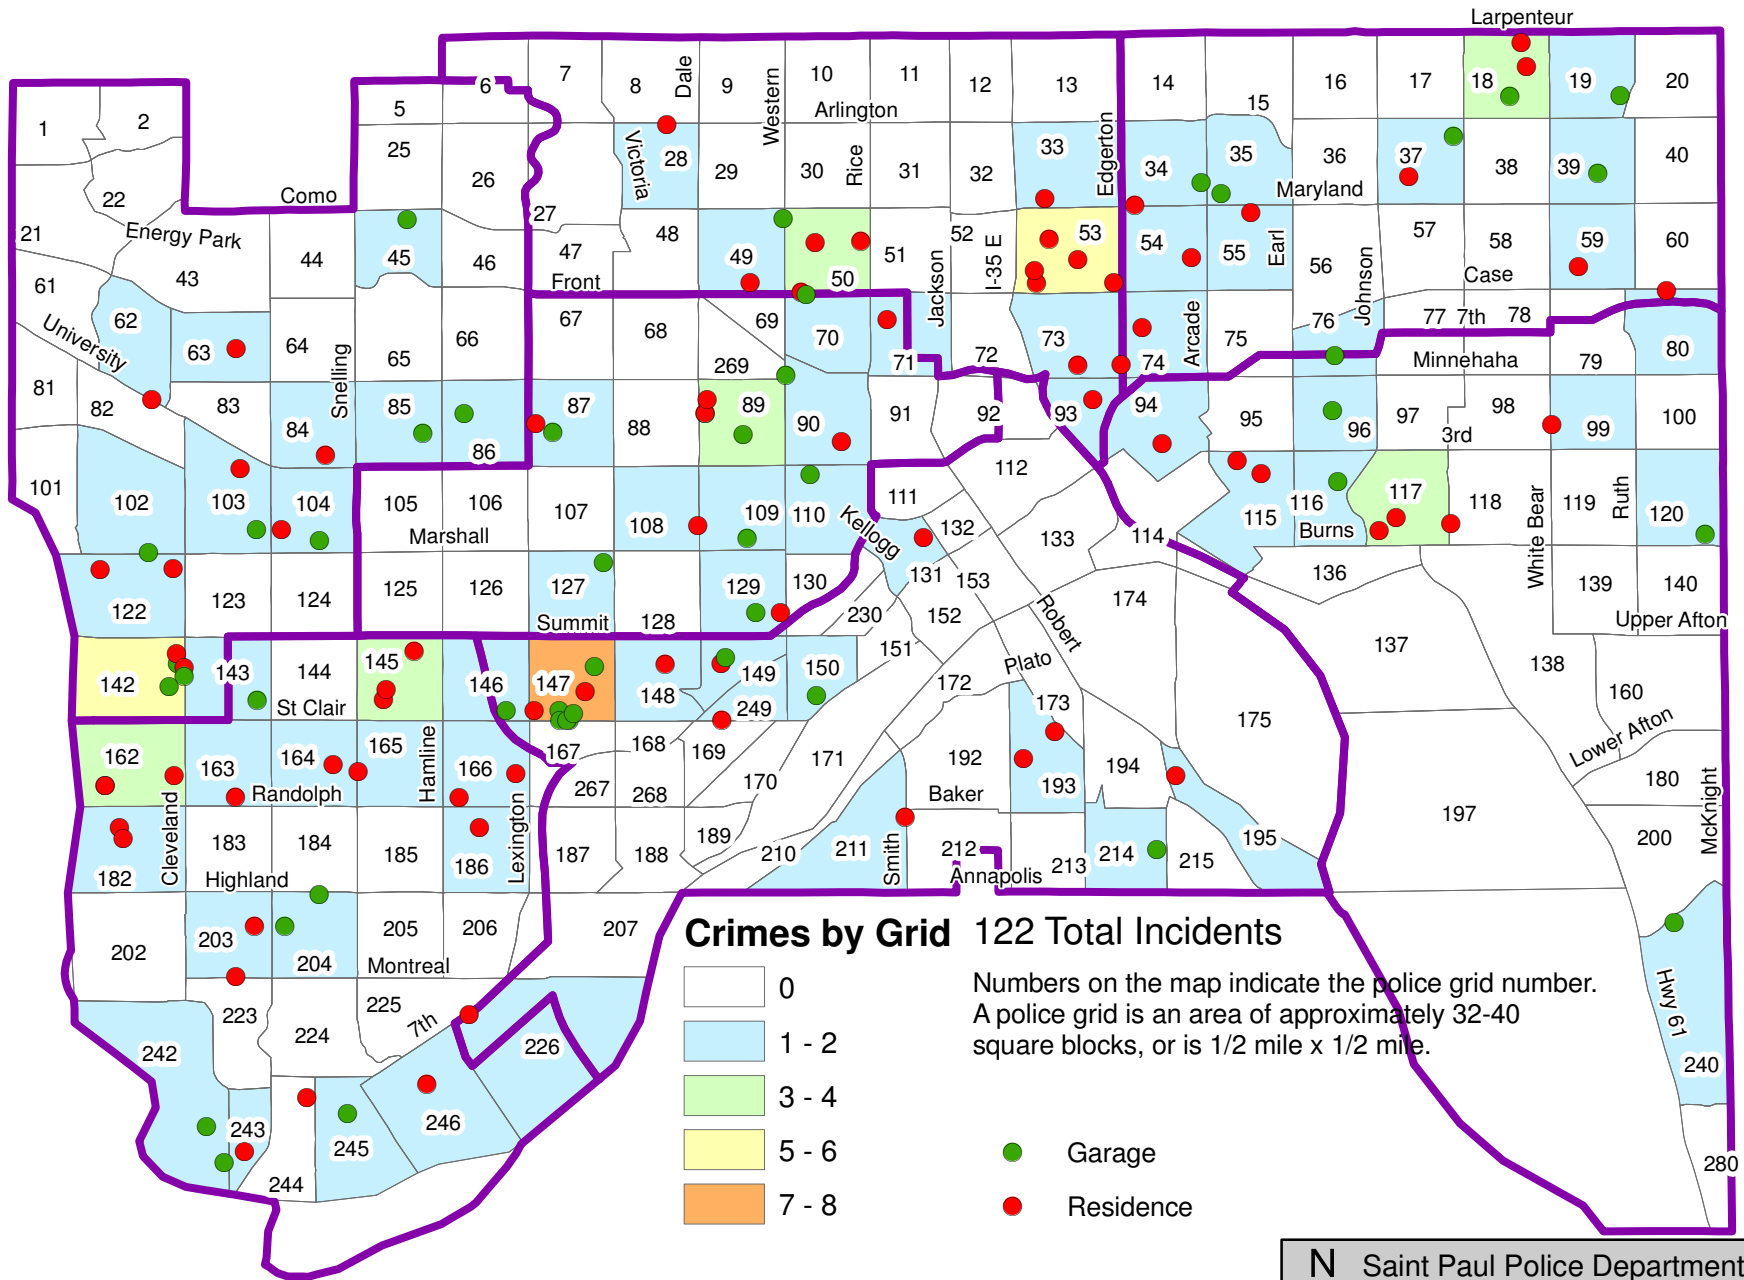 Larpenteur
6 7 8 Dale 9 Western 10 11 12 13 14 15 16 17 18 19 20
1 2 5 Arlington
25 26 Victoria 28 29 30 Rice 31 32 33 Edgerton 34 35 36 37 38 39 40
22 Como 27 Maryland
21 Energy Park 43 44 45 46 47 48 49 50 51 52 I-35 E 53 54 55 Earl 56 57 58 59 60
61 Front Jackson Johnson Case
62 University 63 64 Snelling 65 66 67 68 69 269 70 71 72 73 74 Arcade 75 76 77 7th 78 79 80
Minnehaha
81 82 83 84 85 86 87 88 89 90 91 92 93 94 95 96 97 98 99 100
3rd
101 102 103 104 105 106 107 108 109 110 111 112 114 115 116 117 118 White Bear 119 Ruth 120
Marshall Kellogg 132 133 Burns
122 123 124 125 126 127 128 129 130 131 153 136 139 140
Summit 230 152 Robert 174 137 138 Upper Afton
142 143 144 145 146 147 148 149 150 151 Plato 160
St Clair 249 172 173 175 Lower Afton
162 163 164 165 Hamline 166 167 168 169 170 171 192 193 194 180 McKnight
Randolph 267 268 Baker 197
Cleveland Lexington
182 183 184 185 186 187 188 189 210 211 Smith 212 213 214 215 195 200
Highland Annapolis
202 203 204 205 206 207
Montreal
223 224 225 7th 226 Hwy 61 240
242 243 244 245 246 280
Crimes by Grid
0
1 - 2
3 - 4
5 - 6
7 - 8
122 Total Incidents
Numbers on the map indicate the police grid number.
A police grid is an area of approximately 32-40
square blocks, or is 1/2 mile x 1/2 mile.
Garage
Residence
N Saint Paul Police Department